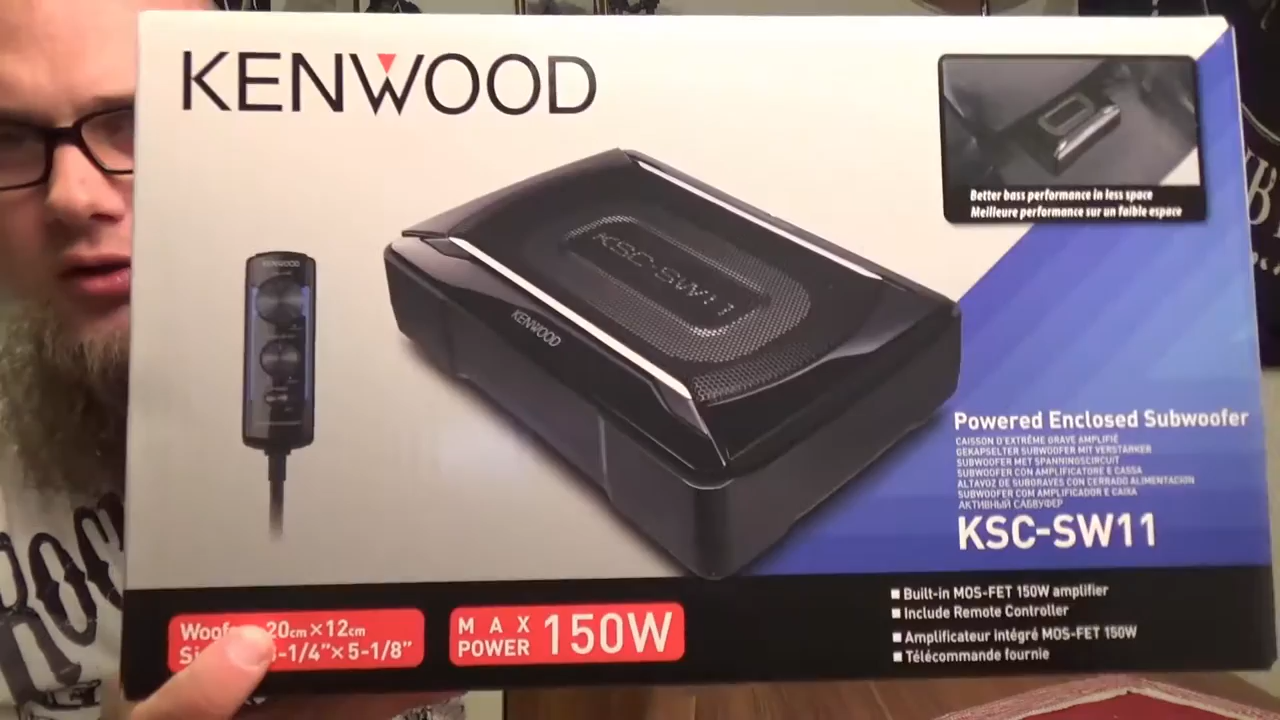 KENWOOD
Better bass performance in less space
Meilleure performance sur un faible espace
KENWOOD
KSC-SW11
KENWOOD
Powered Enclosed Subwoofer
CAISSON D'EXTRÊME GRAVE AMPLIFIÉ
GEKAPSELTER SUBWOOFER MIT VERSTÄRKER
SUBWOOFER MET SPANNINGSCIRCUIT
SUBWOOFER CON AMPLIFICATORE E CASSA
ALTAVOZ DE SUBGRAVES CON CERRADO ALIMENTACIÓN
SUBWOOFER COM AMPLIFICADOR E CAIXA
АКТИВНЫЙ САБВУФЕР
KSC-SW11
20cm×12cm
-1/4"×5-1/8"
MAX
POWER 150W
■ Built-in MOS-FET 150W amplifier
■ Include Remote Controller
■ Amplificateur intégré MOS-FET 150W
■ Télécommande fournie